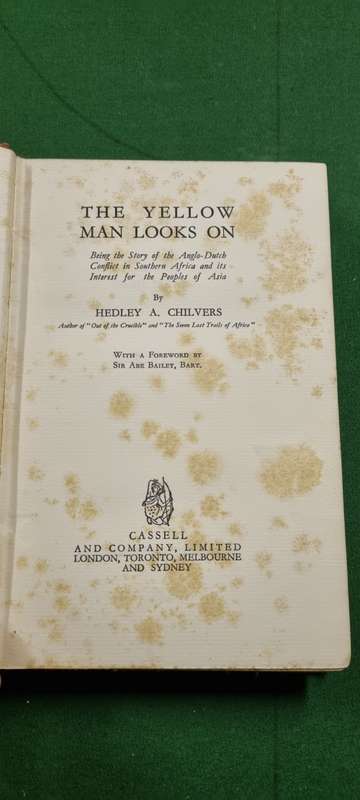 THE YELLOW
MAN LOOKS ON
Being the Story of the Anglo-Dutch
Conflict in Southern Africa and its
Interest for the Peoples of Asia
By
HEDLEY A. CHILVERS
Author of "Out of the Crucible" and "The Seven Lost Trails of Africa"
With a Foreword by
Sir Abe Bailey, Bart.
CASSELL
AND COMPANY, LIMITED
LONDON, TORONTO, MELBOURNE
AND SYDNEY